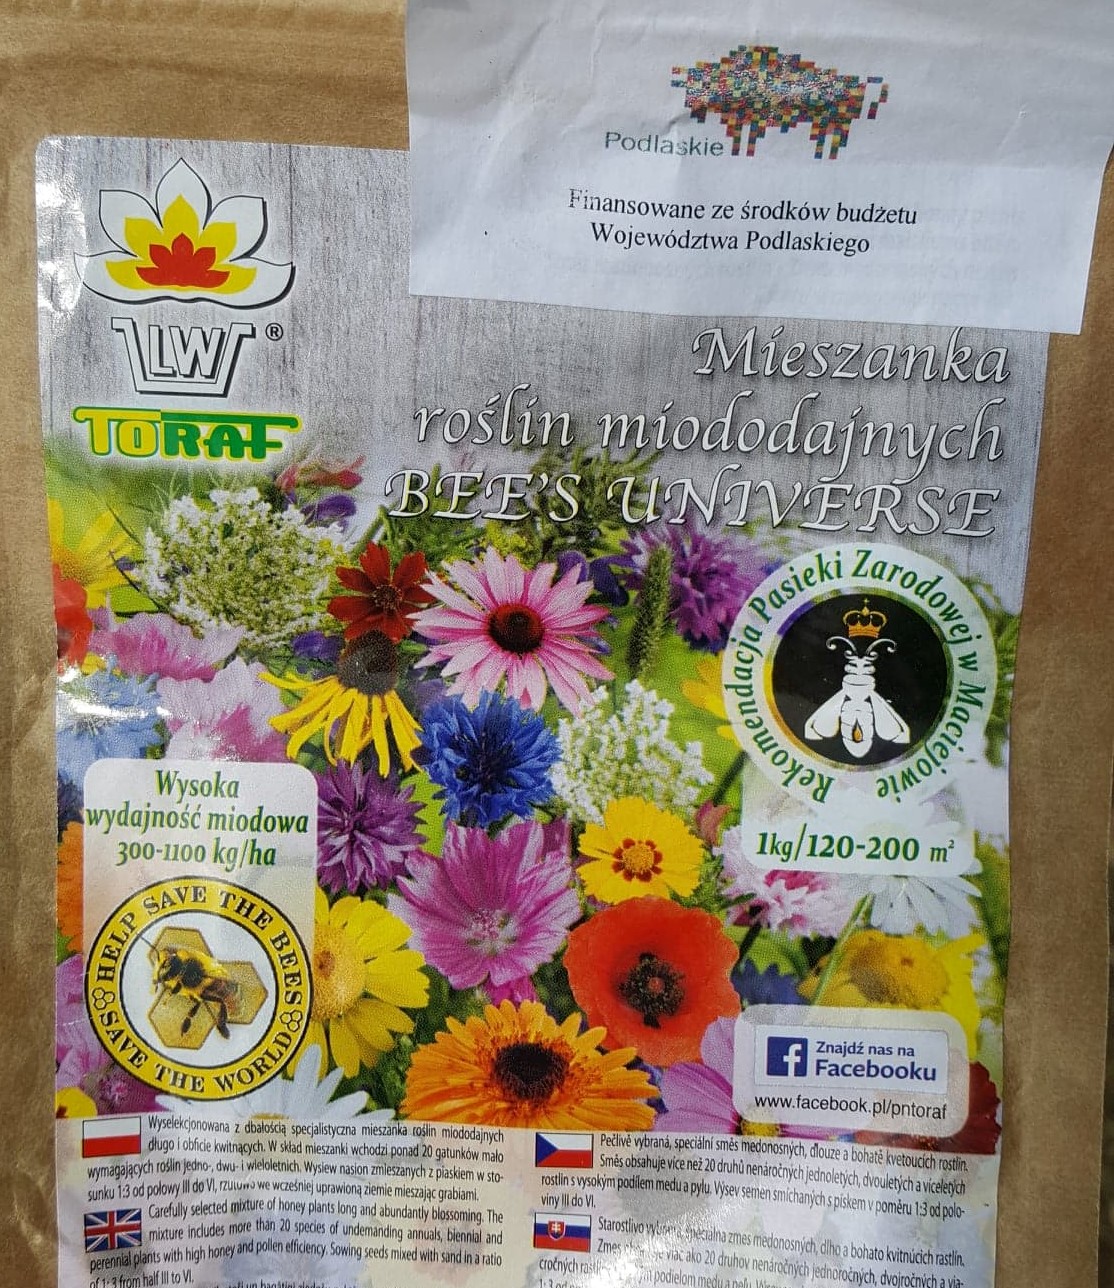 Podlaskie
Finansowane ze środków budżetu
Województwa Podlaskiego
LW ®
TORAF
Mieszanka
roślin miododajnych
BEE'S UNIVERSE
Rekomendacja Pasieki Zarodowej w Maciejowie
1kg/120-200 m²
Wysoka
wydajność miodowa
300-1100 kg/ha
HELP SAVE THE BEES
SAVE THE WORLD
f Znajdź nas na
Facebooku
www.facebook.pl/pntoraf
Wyselekcjonowana z dbałością specjalistyczna mieszanka roślin miododajnych
długo i obficie kwitnących. W skład mieszanki wchodzi ponad 20 gatunków mało
wymagających roślin jedno-, dwu- i wieloletnich. Wysiew nasion zmieszanych z piaskiem w sto-
sunku 1:3 od połowy III do VI, rzutowo we wcześniej uprawioną ziemie mieszając grabiami.
Carefully selected mixture of honey plants long and abundantly blossoming. The
mixture includes more than 20 species of undemanding annuals, biennial and
perennial plants with high honey and pollen efficiency. Sowing seeds mixed with sand in a ratio
of 1: 3 from half III to VI.
Pečlivě vybraná, speciální směs medonosných, dlouze a bohatě kvetoucích rostlin.
Směs obsahuje více než 20 druhů nenáročných jednoletých, dvouletých a víceletých
rostlin s vysokým podílem medu a pylu. Výsev semen smíchaných s pískem v poměru 1:3 od polo-
viny III do VI.
Starostlivo vybraná, špeciálna zmes medonosných, dlho a bohato kvitnúcich rastlín.
Zmes viac ako 20 druhov nenáročných jednoročných, dvojročných a via-
cročných podielom medu a pelu.